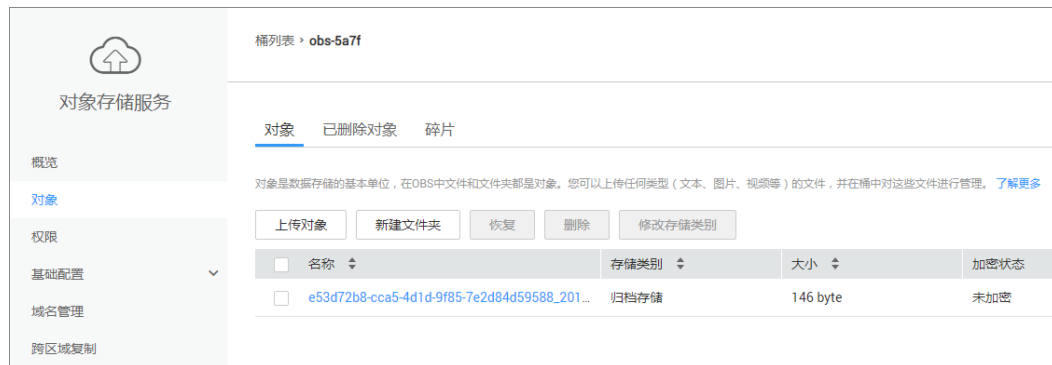 桶列表 › obs-5a7f
对象存储服务
对象 已删除对象 碎片
概览
对象是数据存储的基本单位，在OBS中文件和文件夹都是对象。您可以上传任何类型（文本、图片、视频等）的文件，并在桶中对这些文件进行管理。 了解更多
对象
上传对象 新建文件夹 恢复 删除 修改存储类别
权限
名称 存储类别 大小 加密状态
基础配置
e53d72b8-cca5-4d1d-9f85-7e2d84d59588_201... 归档存储 146 byte 未加密
域名管理
跨区域复制